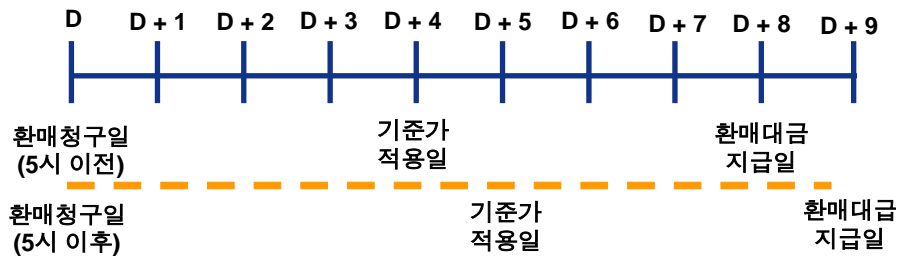 D D + 1 D + 2 D + 3 D + 4 D + 5 D + 6 D + 7 D + 8 D + 9
환매청구일 기준가 환매대금
(5시 이전) 적용일 지급일
환매청구일 기준가 환매대급
(5시 이후) 적용일 지급일